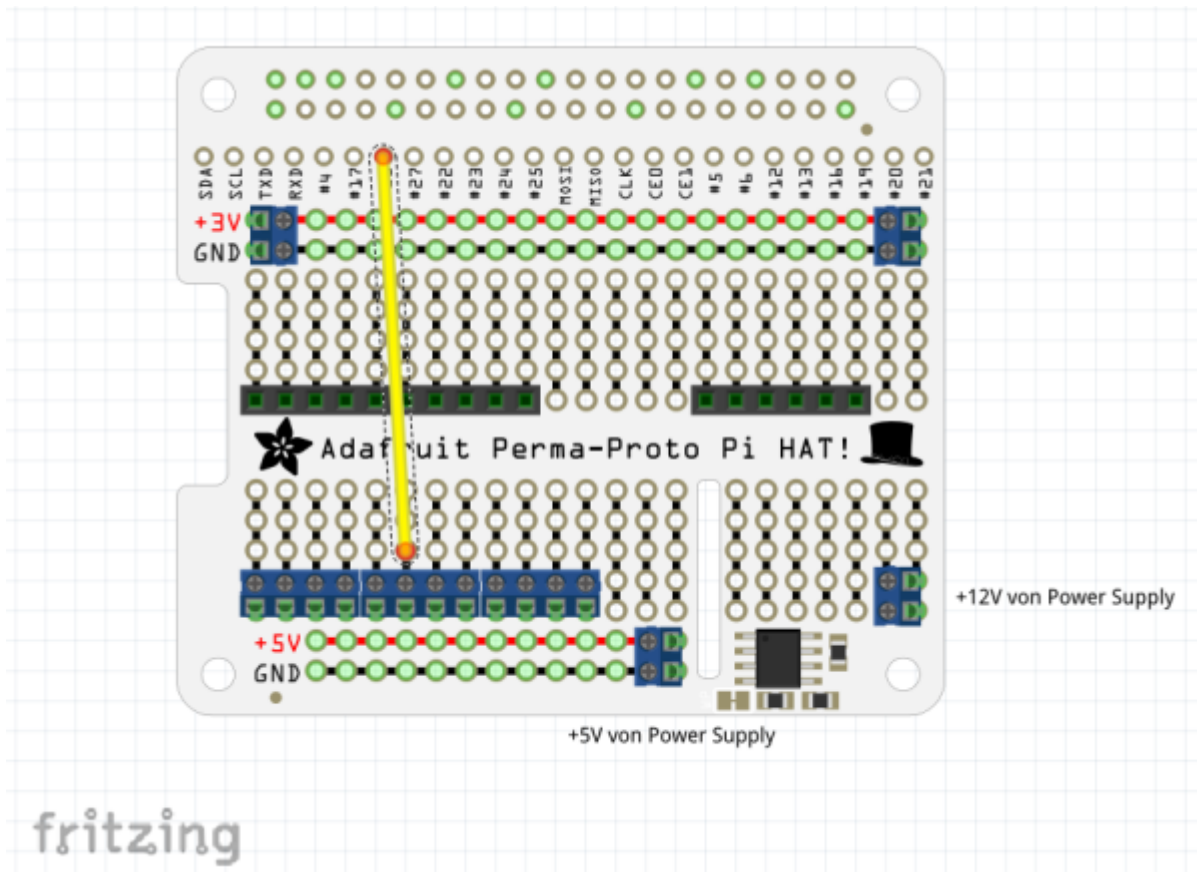 SDA SCL TXD RXD #4 #17 #27 #22 #23 #24 #25 MOSI MISO CLK CE0 CE1 #5 #6 #12 #13 #16 #19 #20 #21
+3V
GND
Adafruit Perma-Proto Pi HAT!
+12V von Power Supply
+5V
GND
+5V von Power Supply
fritzing